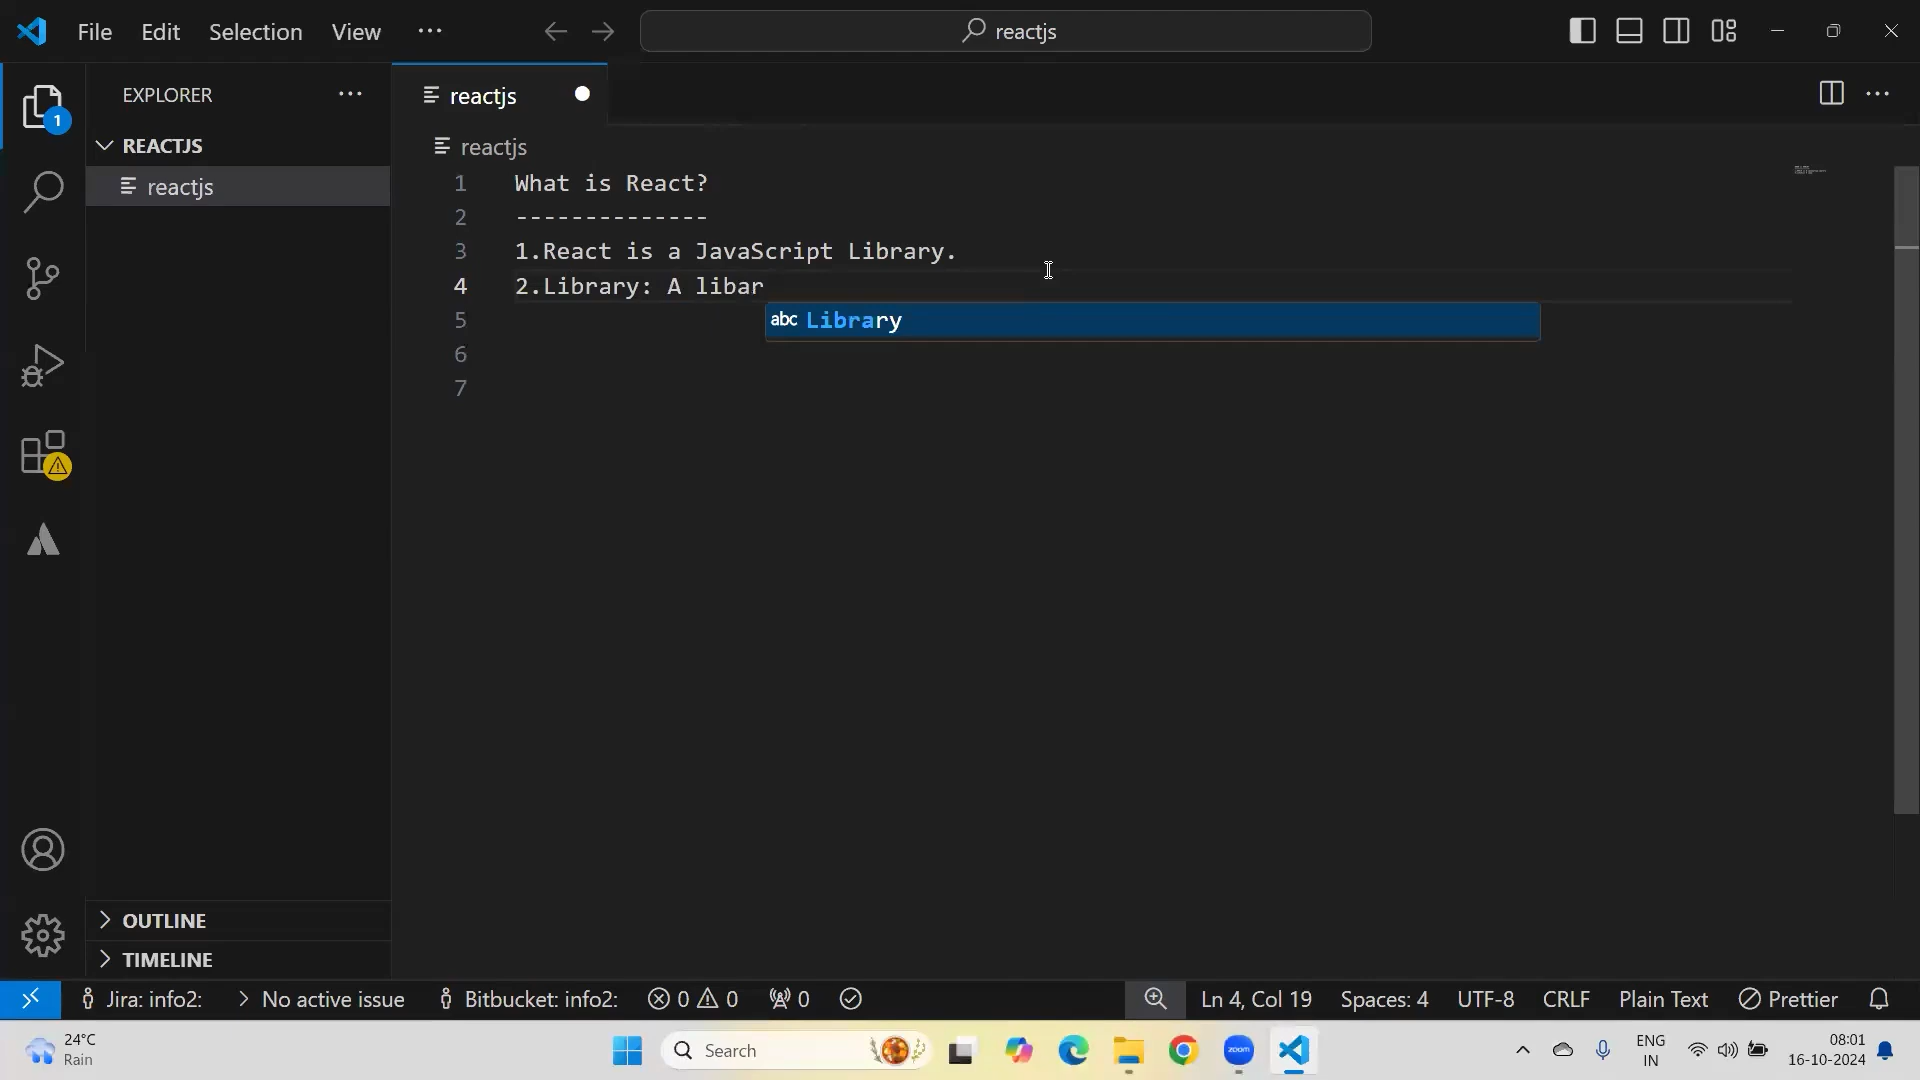 File Edit Selection View ··· reactjs
EXPLORER ···
reactjs
REACTJS
reactjs
reactjs
1 What is React?
2 --------------
3 1.React is a JavaScript Library.
4 2.Library: A libar
5
abc Library
6
7
OUTLINE
TIMELINE
Jira: info2: No active issue Bitbucket: info2: 0 0 0 Ln 4, Col 19 Spaces: 4 UTF-8 CRLF Plain Text Prettier
24°C
Rain
Search
zoom
ENG
IN
08:01
16-10-2024
1